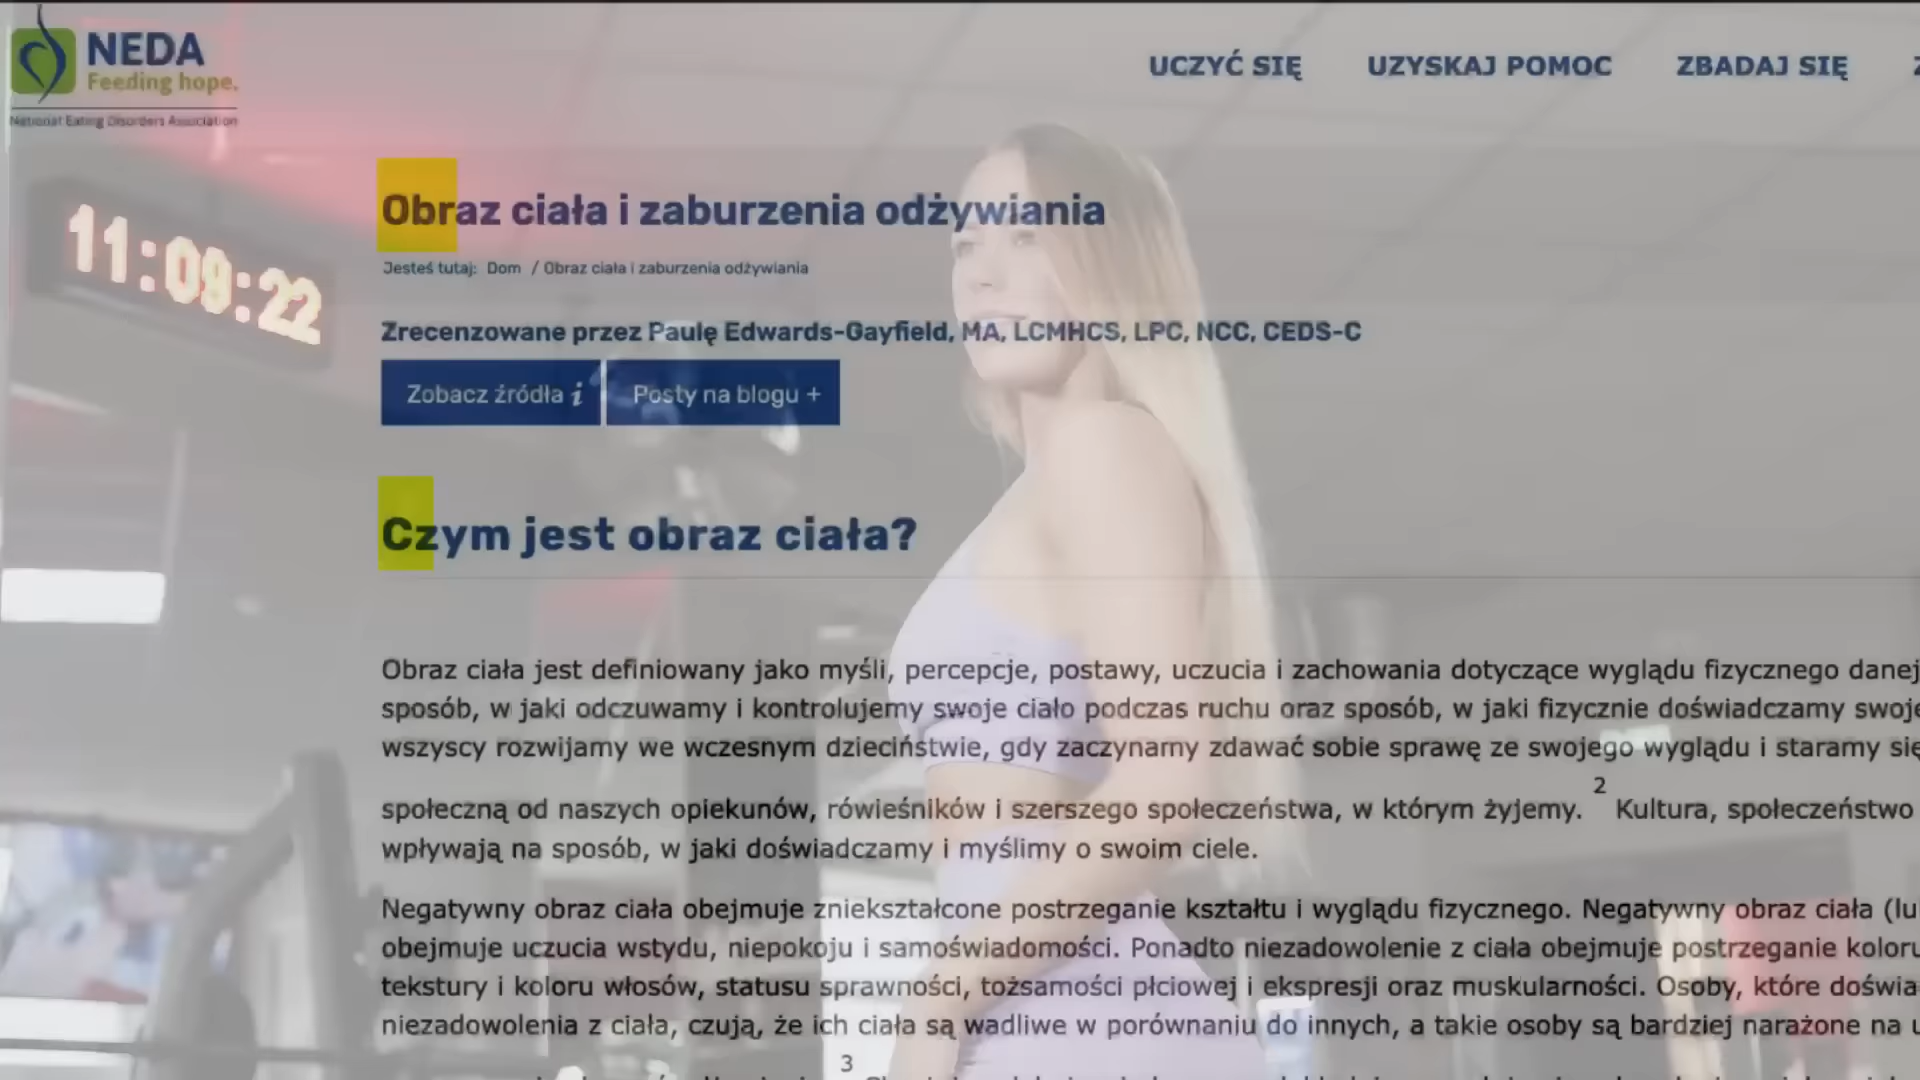 NEDA
Feeding hope.
National Eating Disorders Association
UCZYĆ SIĘ
UZYSKAJ POMOC
ZBADAJ SIĘ
11:09:22
Obraz ciała i zaburzenia odżywiania
Jesteś tutaj: Dom / Obraz ciała i zaburzenia odżywiania
Zrecenzowane przez Paulę Edwards-Gayfield, MA, LCMHCS, LPC, NCC, CEDS-C
Zobacz źródła i
Posty na blogu +
Czym jest obraz ciała?
Obraz ciała jest definiowany jako myśli, percepcje, postawy, uczucia i zachowania dotyczące wyglądu fizycznego danej
sposób, w jaki odczuwamy i kontrolujemy swoje ciało podczas ruchu oraz sposób, w jaki fizycznie doświadczamy swoje
wszyscy rozwijamy we wczesnym dzieciństwie, gdy zaczynamy zdawać sobie sprawę ze swojego wyglądu i staramy się
społeczną od naszych opiekunów, rówieśników i szerszego społeczeństwa, w którym żyjemy. 2 Kultura, społeczeństwo
wpływają na sposób, w jaki doświadczamy i myślimy o swoim ciele.
Negatywny obraz ciała obejmuje zniekształcone postrzeganie kształtu i wyglądu fizycznego. Negatywny obraz ciała (lu
obejmuje uczucia wstydu, niepokoju i samoświadomości. Ponadto niezadowolenie z ciała obejmuje postrzeganie koloru
tekstury i koloru włosów, statusu sprawności, tożsamości płciowej i ekspresji oraz muskularności. Osoby, które doświa
niezadowolenia z ciała, czują, że ich ciała są wadliwe w porównaniu do innych, a takie osoby są bardziej narażone na u
3